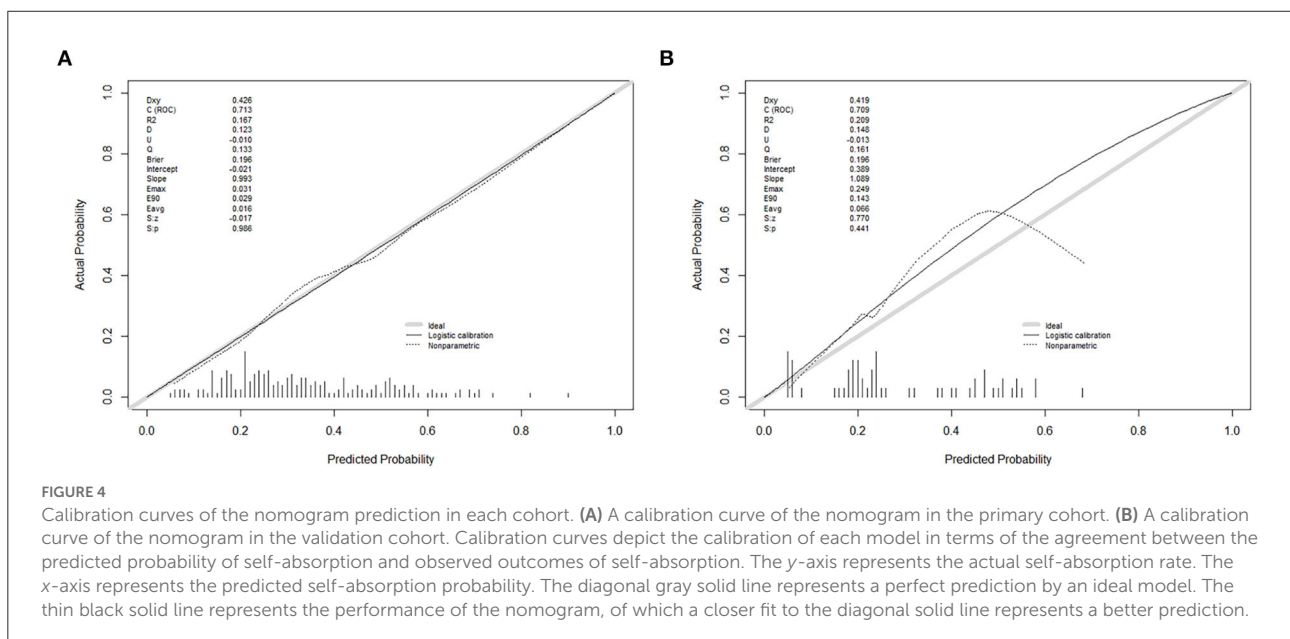 A
Dxy 0.426
C (ROC) 0.713
R2 0.167
D 0.123
U -0.010
Q 0.133
Brier 0.196
Intercept -0.021
Slope 0.993
Emax 0.031
E90 0.029
Eavg 0.016
S:z -0.017
S:p 0.986
Actual Probability
1.0
0.8
0.6
0.4
0.2
0.0
Ideal
Logistic calibration
Nonparametric
0.0 0.2 0.4 0.6 0.8 1.0
Predicted Probability
B
Dxy 0.419
C (ROC) 0.709
R2 0.209
D 0.148
U -0.013
Q 0.161
Brier 0.196
Intercept 0.389
Slope 1.089
Emax 0.249
E90 0.143
Eavg 0.066
S:z 0.770
S:p 0.441
Actual Probability
1.0
0.8
0.6
0.4
0.2
0.0
Ideal
Logistic calibration
Nonparametric
0.0 0.2 0.4 0.6 0.8 1.0
Predicted Probability
FIGURE 4
Calibration curves of the nomogram prediction in each cohort. (A) A calibration curve of the nomogram in the primary cohort. (B) A calibration
curve of the nomogram in the validation cohort. Calibration curves depict the calibration of each model in terms of the agreement between the
predicted probability of self-absorption and observed outcomes of self-absorption. The y-axis represents the actual self-absorption rate. The
x-axis represents the predicted self-absorption probability. The diagonal gray solid line represents a perfect prediction by an ideal model. The
thin black solid line represents the performance of the nomogram, of which a closer fit to the diagonal solid line represents a better prediction.